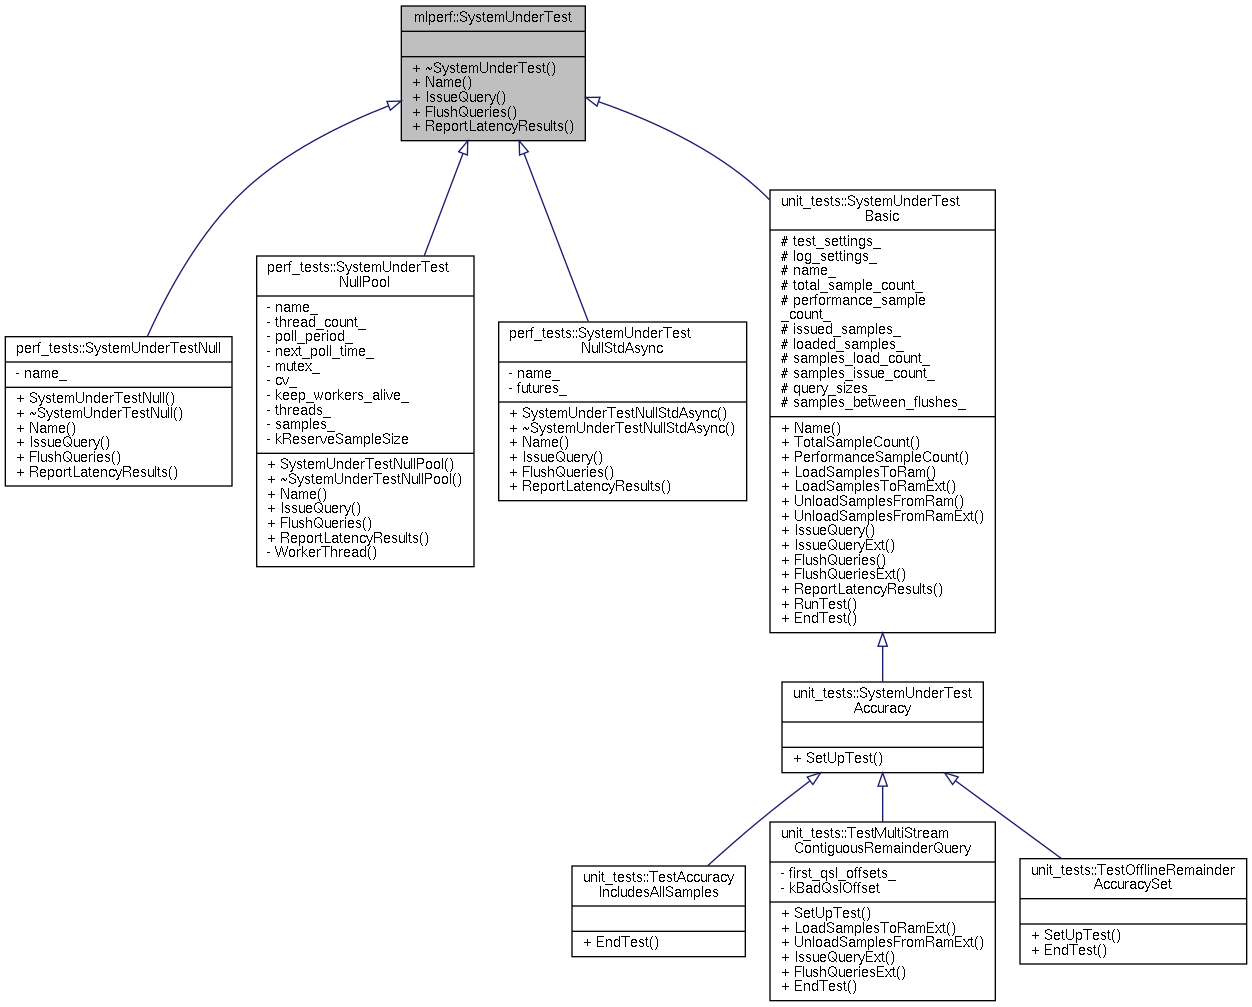 mlperf::SystemUnderTest
+ ~SystemUnderTest()
+ Name()
+ IssueQuery()
+ FlushQueries()
+ ReportLatencyResults()
perf_tests::SystemUnderTestNull
- name_
+ SystemUnderTestNull()
+ ~SystemUnderTestNull()
+ Name()
+ IssueQuery()
+ FlushQueries()
+ ReportLatencyResults()
perf_tests::SystemUnderTest
NullPool
- name_
- thread_count_
- poll_period_
- next_poll_time_
- mutex_
- cv_
- keep_workers_alive_
- threads_
- samples_
- kReserveSampleSize
+ SystemUnderTestNullPool()
+ ~SystemUnderTestNullPool()
+ Name()
+ IssueQuery()
+ FlushQueries()
+ ReportLatencyResults()
- WorkerThread()
perf_tests::SystemUnderTest
NullStdAsync
- name_
- futures_
+ SystemUnderTestNullStdAsync()
+ ~SystemUnderTestNullStdAsync()
+ Name()
+ IssueQuery()
+ FlushQueries()
+ ReportLatencyResults()
unit_tests::SystemUnderTest
Basic
# test_settings_
# log_settings_
# name_
# total_sample_count_
# performance_sample
_count_
# issued_samples_
# loaded_samples_
# samples_load_count_
# samples_issue_count_
# query_sizes_
# samples_between_flushes_
+ Name()
+ TotalSampleCount()
+ PerformanceSampleCount()
+ LoadSamplesToRam()
+ LoadSamplesToRamExt()
+ UnloadSamplesFromRam()
+ UnloadSamplesFromRamExt()
+ IssueQuery()
+ IssueQueryExt()
+ FlushQueries()
+ FlushQueriesExt()
+ ReportLatencyResults()
+ RunTest()
+ EndTest()
unit_tests::SystemUnderTest
Accuracy
+ SetUpTest()
unit_tests::TestAccuracy
IncludesAllSamples
+ EndTest()
unit_tests::TestMultiStream
ContiguousRemainderQuery
- first_qsl_offsets_
- kBadQslOffset
+ SetUpTest()
+ LoadSamplesToRamExt()
+ UnloadSamplesFromRamExt()
+ IssueQueryExt()
+ FlushQueriesExt()
+ EndTest()
unit_tests::TestOfflineRemainder
AccuracySet
+ SetUpTest()
+ EndTest()